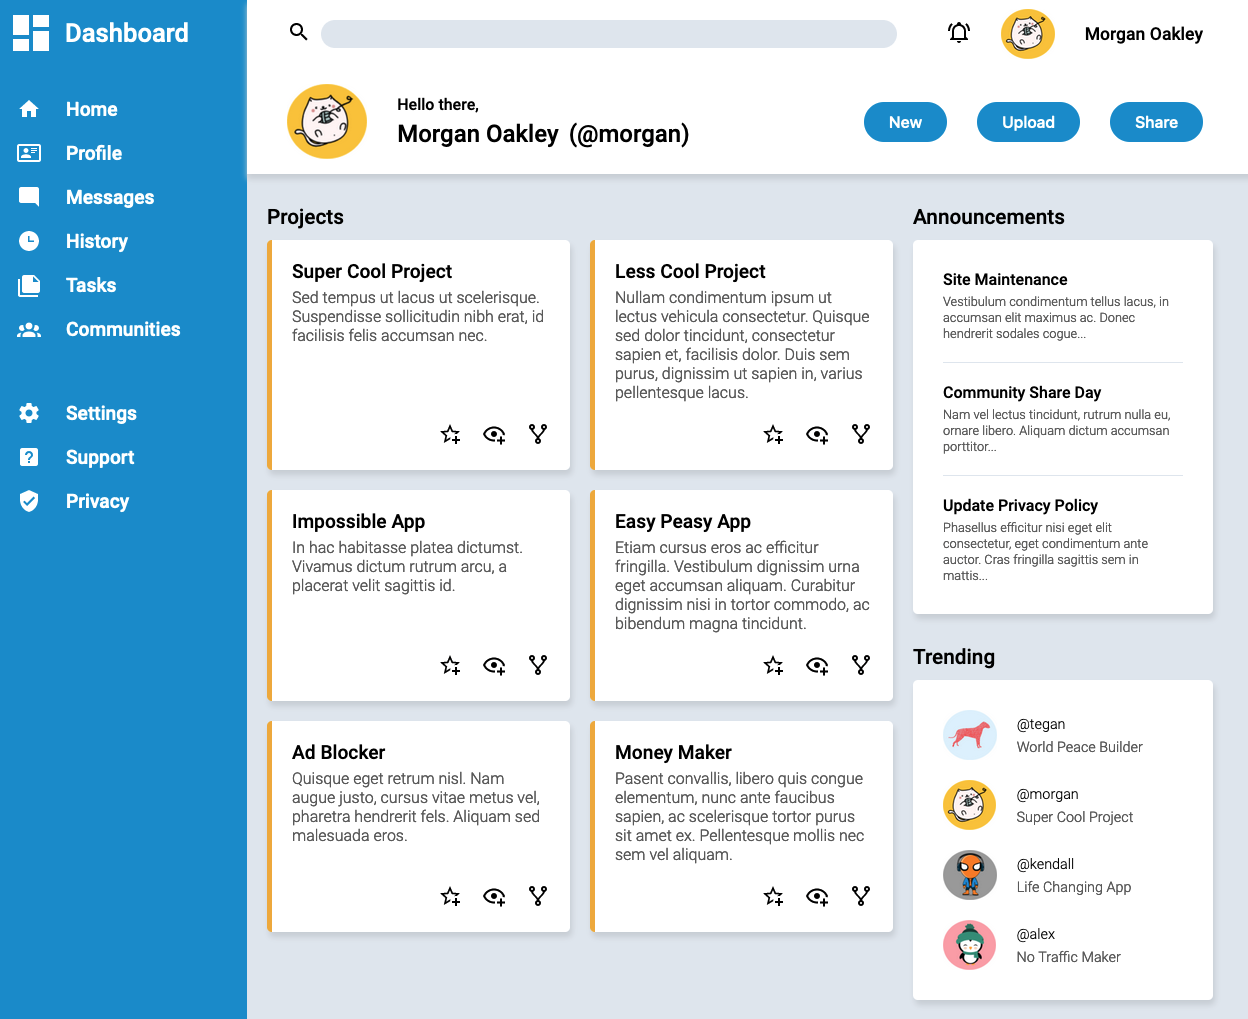 Dashboard
Home
Profile
Messages
History
Tasks
Communities
Settings
Support
Privacy
Morgan Oakley
Hello there,
Morgan Oakley (@morgan)
New
Upload
Share
Projects
Super Cool Project
Sed tempus ut lacus ut scelerisque.
Suspendisse sollicitudin nibh erat, id
facilisis felis accumsan nec.
Less Cool Project
Nullam condimentum ipsum ut
lectus vehicula consectetur. Quisque
sed dolor tincidunt, consectetur
sapien et, facilisis dolor. Duis sem
purus, dignissim ut sapien in, varius
pellentesque lacus.
Impossible App
In hac habitasse platea dictumst.
Vivamus dictum rutrum arcu, a
placerat velit sagittis id.
Easy Peasy App
Etiam cursus eros ac efficitur
fringilla. Vestibulum dignissim urna
eget accumsan aliquam. Curabitur
dignissim nisi in tortor commodo, ac
bibendum magna tincidunt.
Ad Blocker
Quisque eget retrum nisl. Nam
augue justo, cursus vitae metus vel,
pharetra hendrerit fels. Aliquam sed
malesuada eros.
Money Maker
Pasent convallis, libero quis congue
elementum, nunc ante faucibus
sapien, ac scelerisque tortor purus
sit amet ex. Pellentesque mollis nec
sem vel aliquam.
Announcements
Site Maintenance
Vestibulum condimentum tellus lacus, in
accumsan elit maximus ac. Donec
hendrerit sodales cogue...
Community Share Day
Nam vel lectus tincidunt, rutrum nulla eu,
ornare libero. Aliquam dictum accumsan
porttitor...
Update Privacy Policy
Phasellus efficitur nisi eget elit
consectetur, eget condimentum ante
auctor. Cras fringilla sagittis sem in
mattis...
Trending
@tegan
World Peace Builder
@morgan
Super Cool Project
@kendall
Life Changing App
@alex
No Traffic Maker